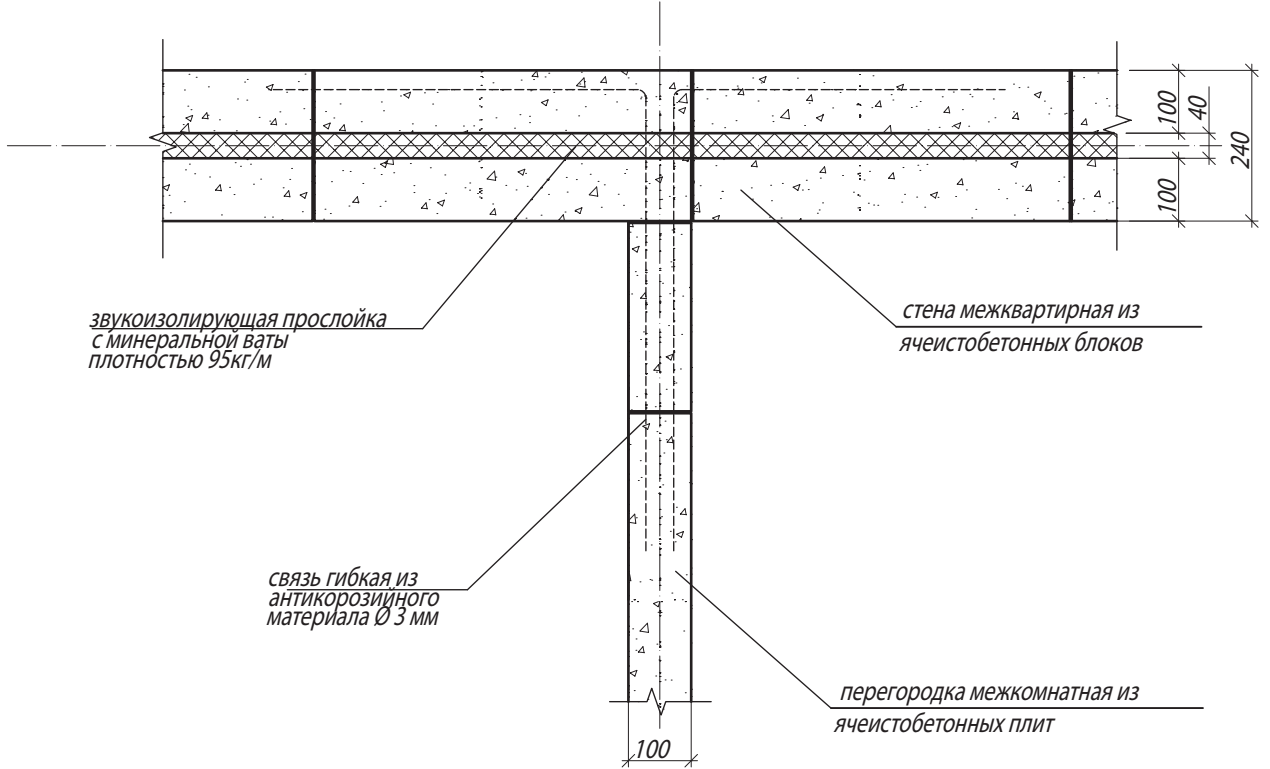 100
40
240
100
звукоизолирующая прослойка
с минеральной ваты
плотностью 95кг/м
стена межквартирная из
ячеистобетонных блоков
связь гибкая из
антикорозийного
материала Ø 3 мм
перегородка межкомнатная из
ячеистобетонных плит
100